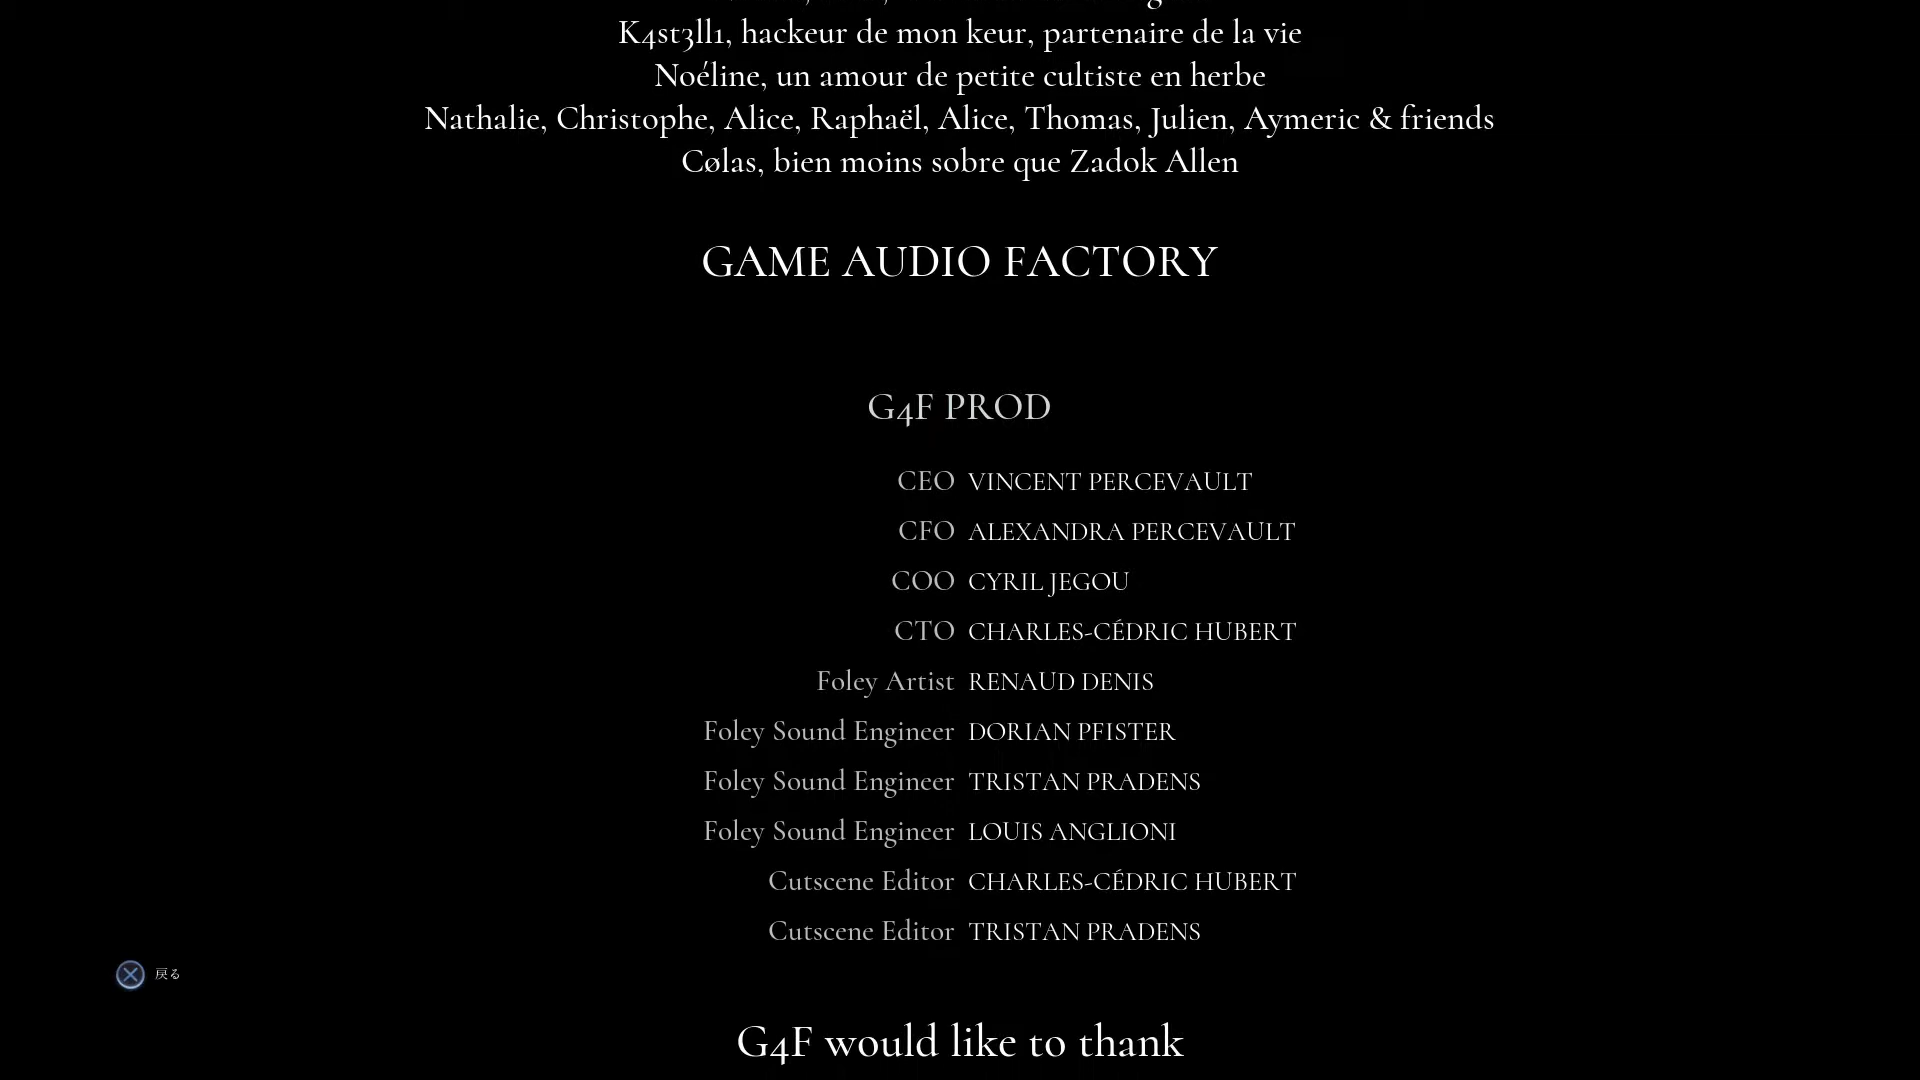 K4st3ll1, hackeur de mon keur, partenaire de la vie
Noéline, un amour de petite cultiste en herbe
Nathalie, Christophe, Alice, Raphaël, Alice, Thomas, Julien, Aymeric & friends
Cølas, bien moins sobre que Zadok Allen
GAME AUDIO FACTORY
G4F PROD
CEO VINCENT PERCEVAULT
CFO ALEXANDRA PERCEVAULT
COO CYRIL JEGOU
CTO CHARLES-CÉDRIC HUBERT
Foley Artist RENAUD DENIS
Foley Sound Engineer DORIAN PFISTER
Foley Sound Engineer TRISTAN PRADENS
Foley Sound Engineer LOUIS ANGLIONI
Cutscene Editor CHARLES-CÉDRIC HUBERT
Cutscene Editor TRISTAN PRADENS
戻る
G4F would like to thank